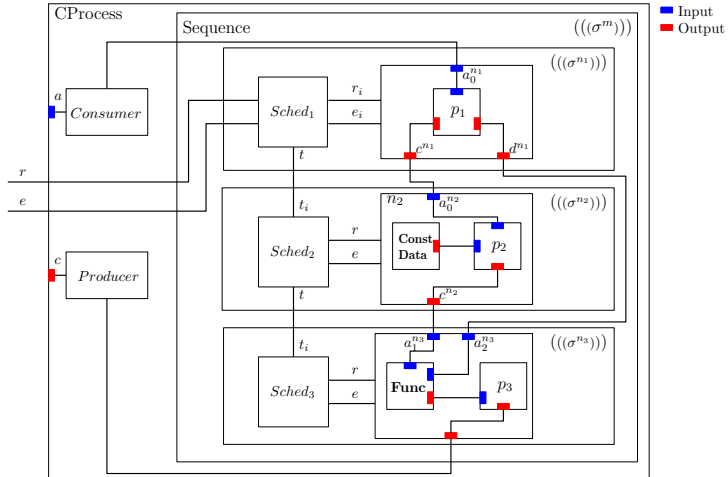 CProcess
Input
Output
Sequence
(((σ^m)))
(((σ^{n_1})))
a
Consumer
a_0^{n_1}
r_i
e_i
Sched_1
p_1
t
c^{n_1}
d^{n_1}
r
e
n_2
a_0^{n_2}
(((σ^{n_2})))
t_i
r
e
Sched_2
Const
Data
p_2
c
Producer
t
c^{n_2}
a_1^{n_3}
a_2^{n_3}
(((σ^{n_3})))
t_i
r
e
Sched_3
Func
p_3